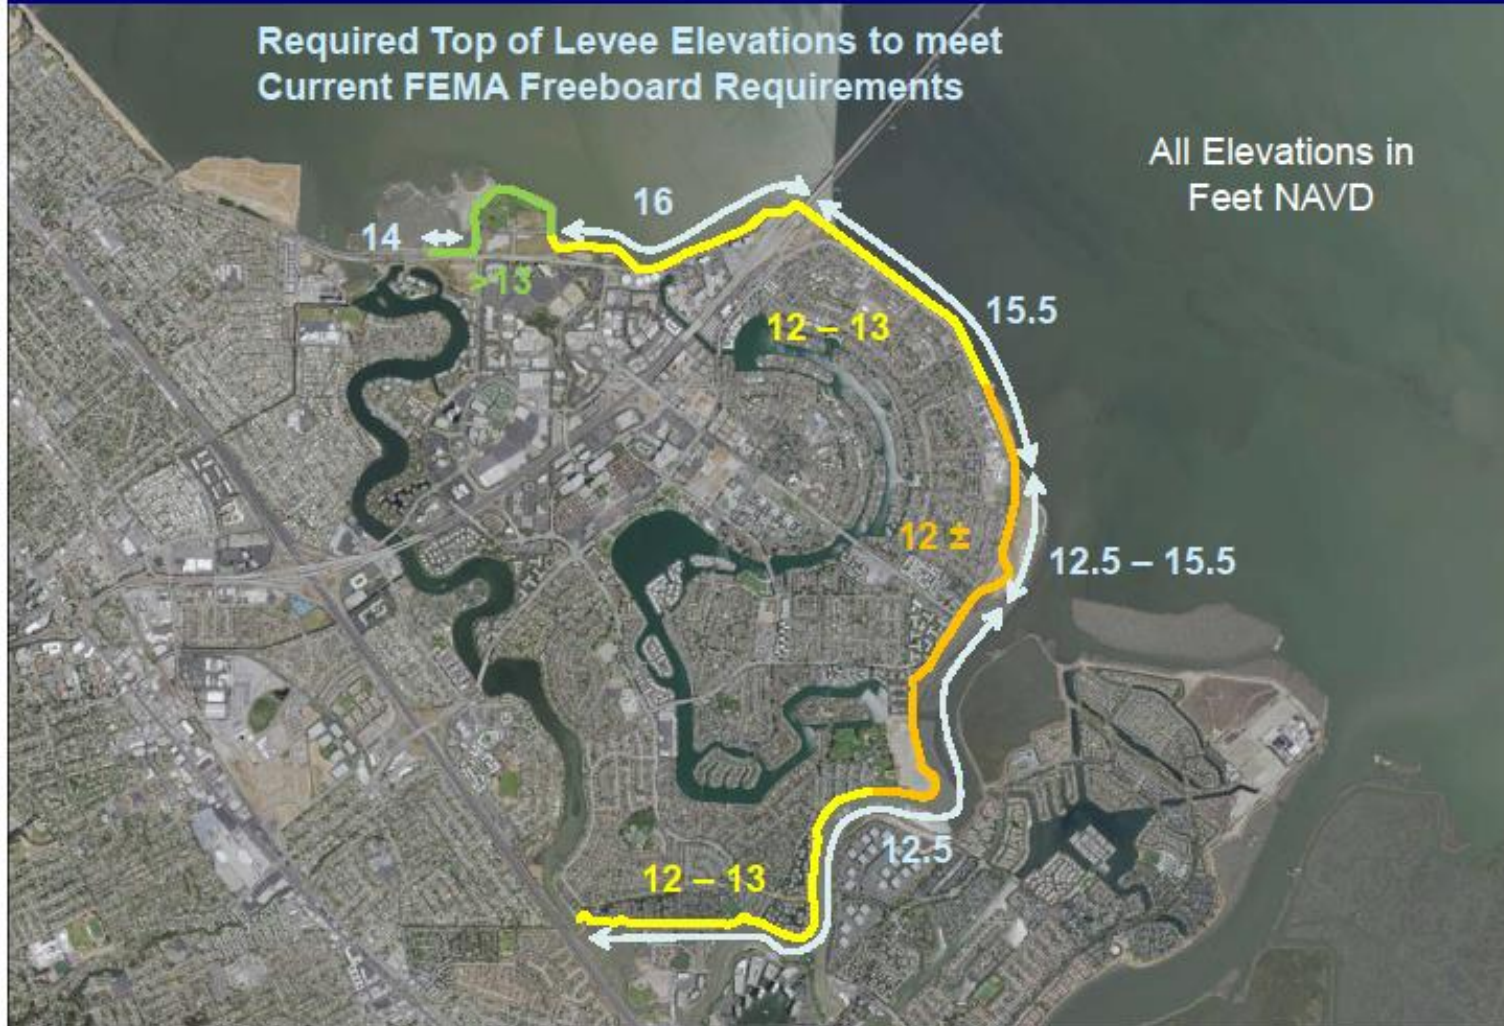 Required Top of Levee Elevations to meet
Current FEMA Freeboard Requirements
All Elevations in
Feet NAVD
16
14
>13
15.5
12 – 13
12 ±
12.5 – 15.5
12.5
12 – 13